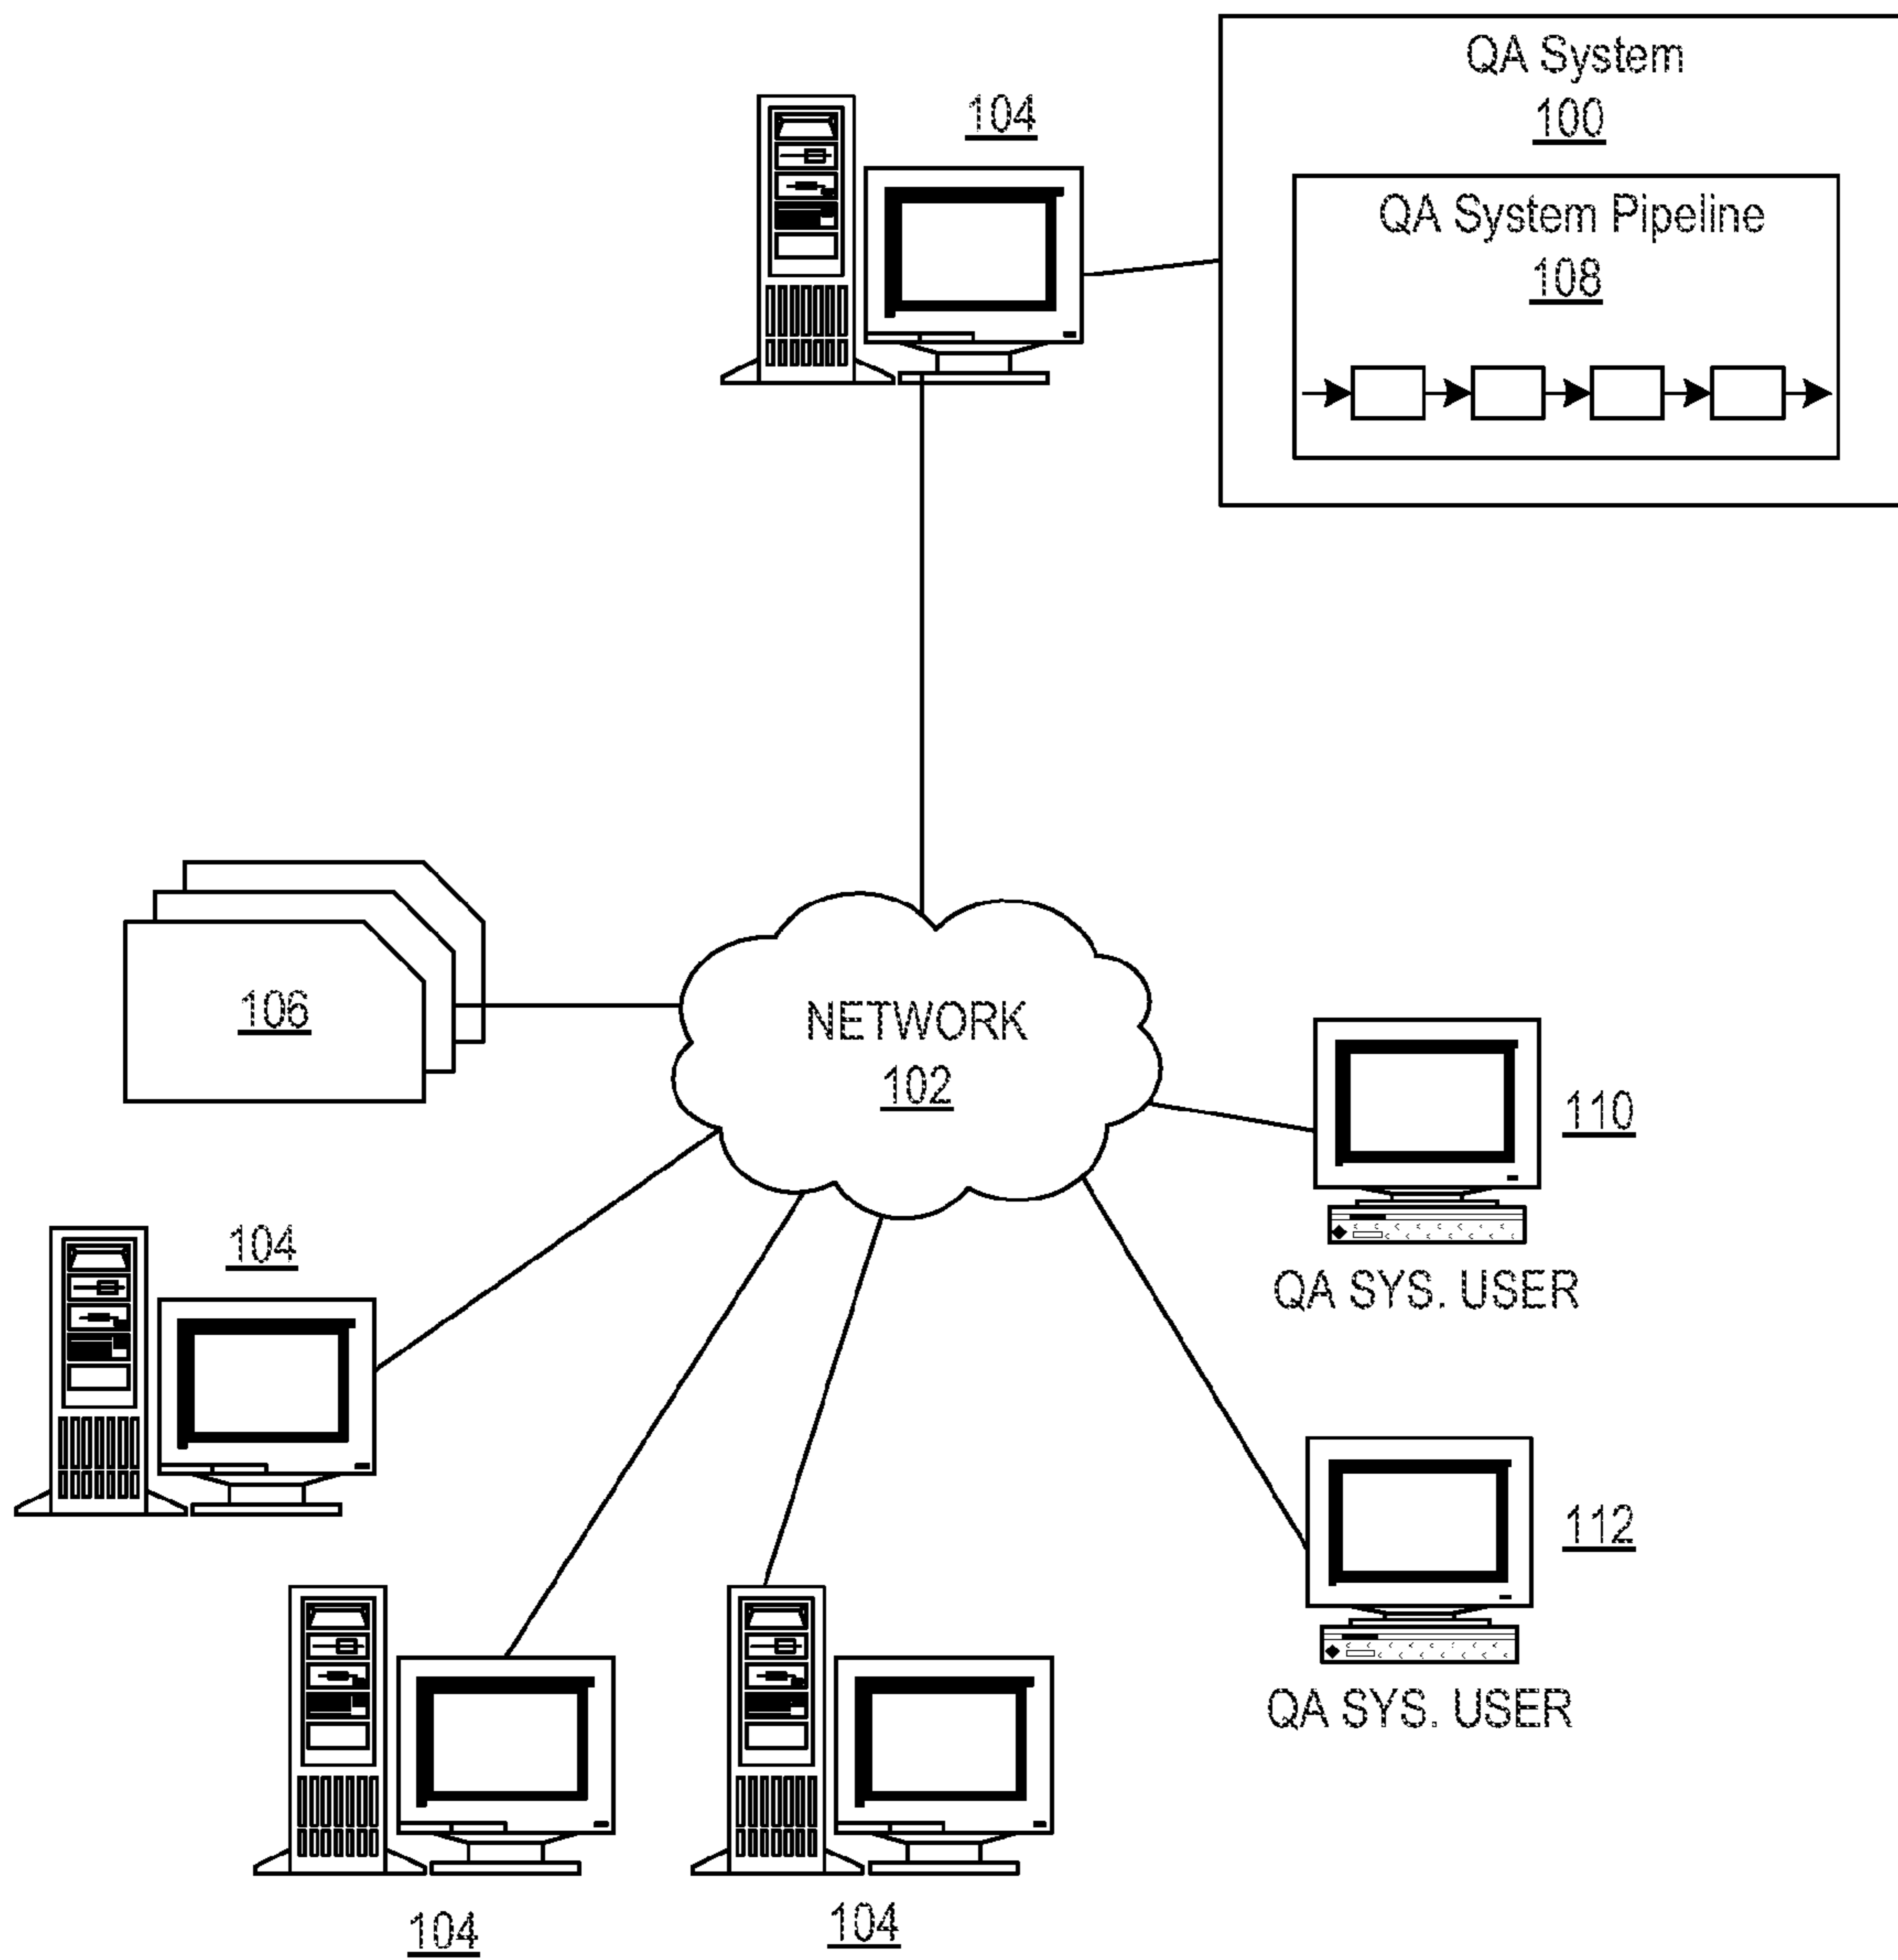 QA System
100
104
QA System Pipeline
108
106
NETWORK
102
110
QA SYS. USER
104
112
QA SYS. USER
104
104